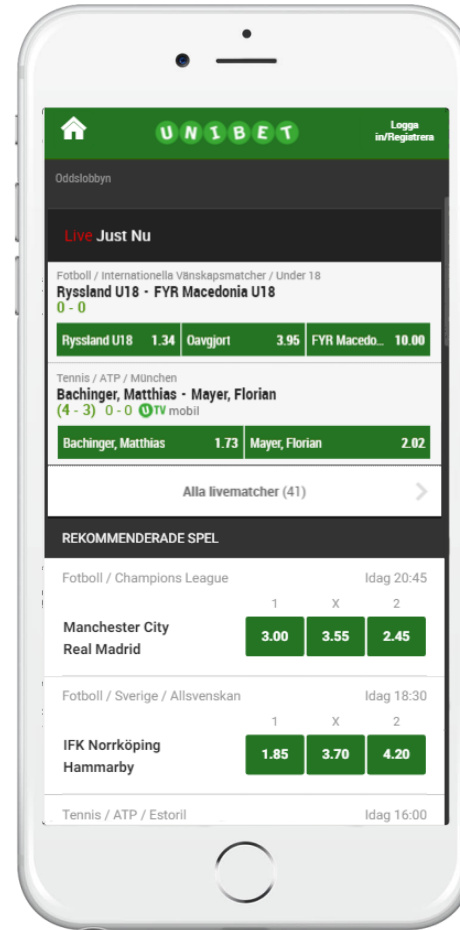 UNIBET
Logga
in/Registrera
Oddslobbyn
Live Just Nu
Fotboll / Internationella Vänskapsmatcher / Under 18
Ryssland U18 - FYR Macedonia U18
0 - 0
Ryssland U18 1.34 Oavgjort 3.95 FYR Macedo... 10.00
Tennis / ATP / München
Bachinger, Matthias - Mayer, Florian
(4 - 3) 0 - 0 UTV mobil
Bachinger, Matthias 1.73 Mayer, Florian 2.02
Alla livematcher (41)
REKOMMENDERADE SPEL
Fotboll / Champions League Idag 20:45
1 X 2
Manchester City
Real Madrid
3.00 3.55 2.45
Fotboll / Sverige / Allsvenskan Idag 18:30
1 X 2
IFK Norrköping
Hammarby
1.85 3.70 4.20
Tennis / ATP / Estoril Idag 16:00